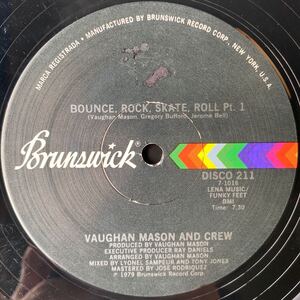 MARCA REGISTRADA • MANUFACTURED BY BRUNSWICK RECORD CORP., NEW YORK, U.S.A.
BOUNCE, ROCK, SKATE, ROLL Pt. 1
(Vaughan Mason, Gregory Bufford, Jerome Bell)
Brunswick
DISCO 211
7-1016
LENA MUSIC/
FUNKY FEET
BMI
Time: 7.30
VAUGHAN MASON AND CREW
PRODUCED BY VAUGHAN MASON
EXECUTIVE PRODUCER RAY DANIELS
ARRANGED BY VAUGHAN MASON
MIXED BY LYONEL SAMPEUR AND TONY JONES
MASTERED BY JOSE RODRIGUEZ
℗ 1979 Brunswick Record Corp.